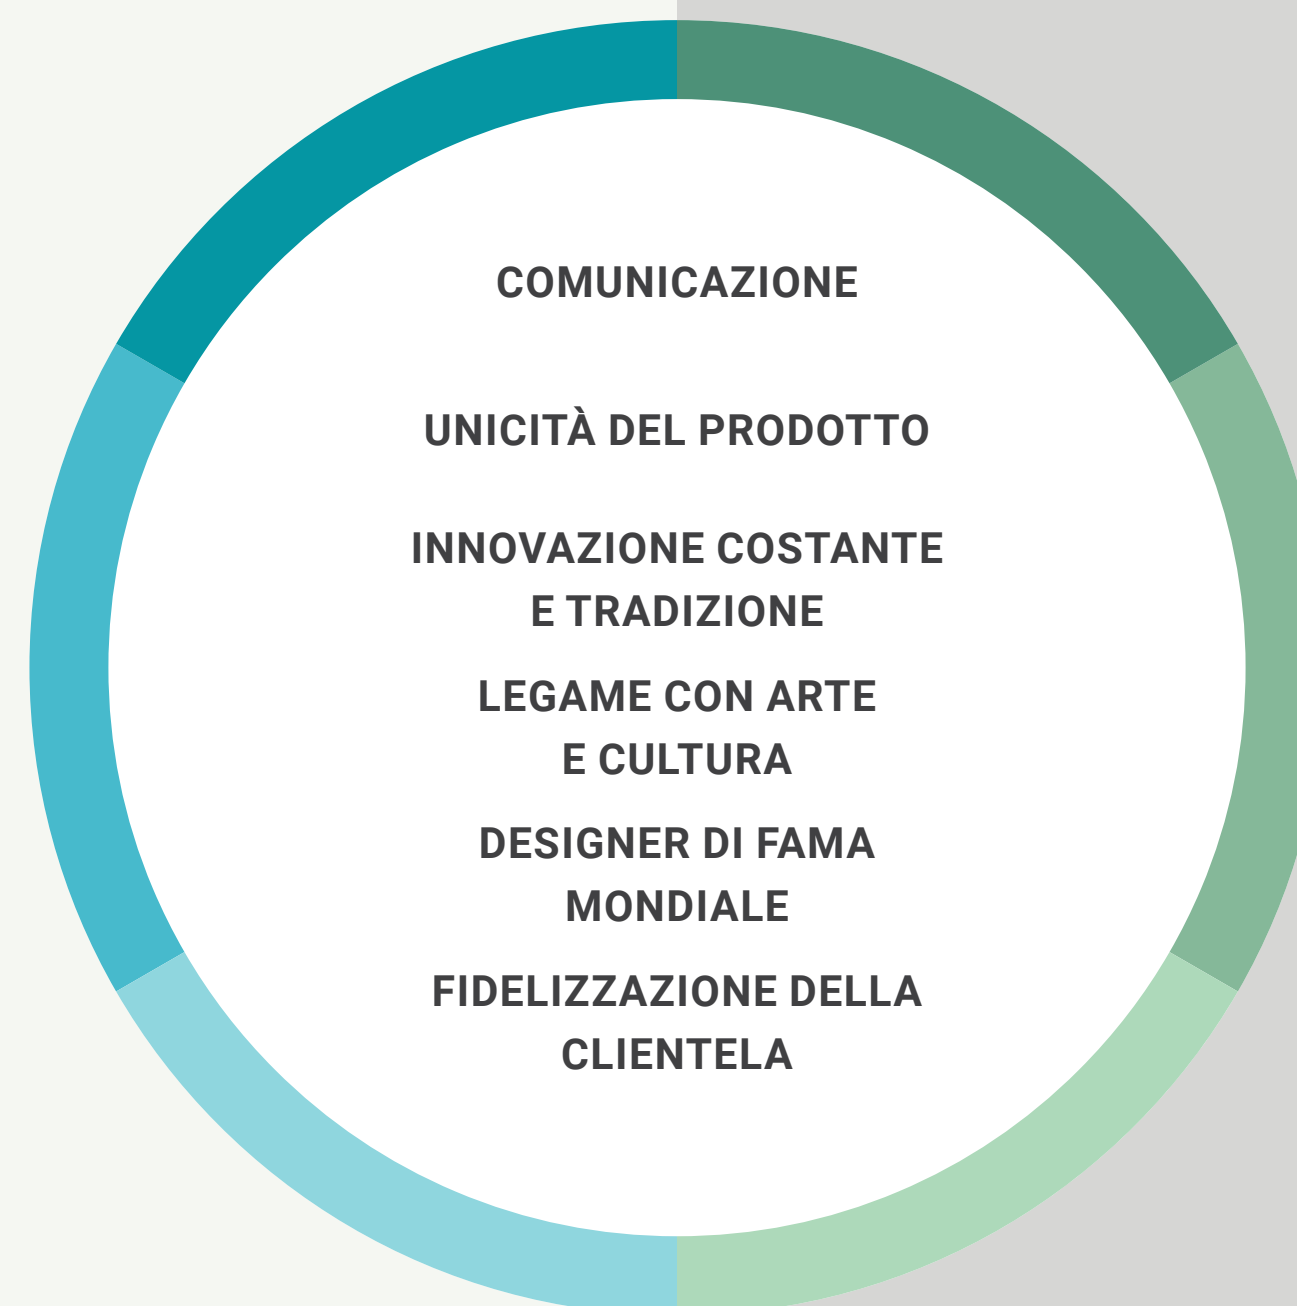 COMUNICAZIONE
UNICITÀ DEL PRODOTTO
INNOVAZIONE COSTANTE
E TRADIZIONE
LEGAME CON ARTE
E CULTURA
DESIGNER DI FAMA
MONDIALE
FIDELIZZAZIONE DELLA
CLIENTELA